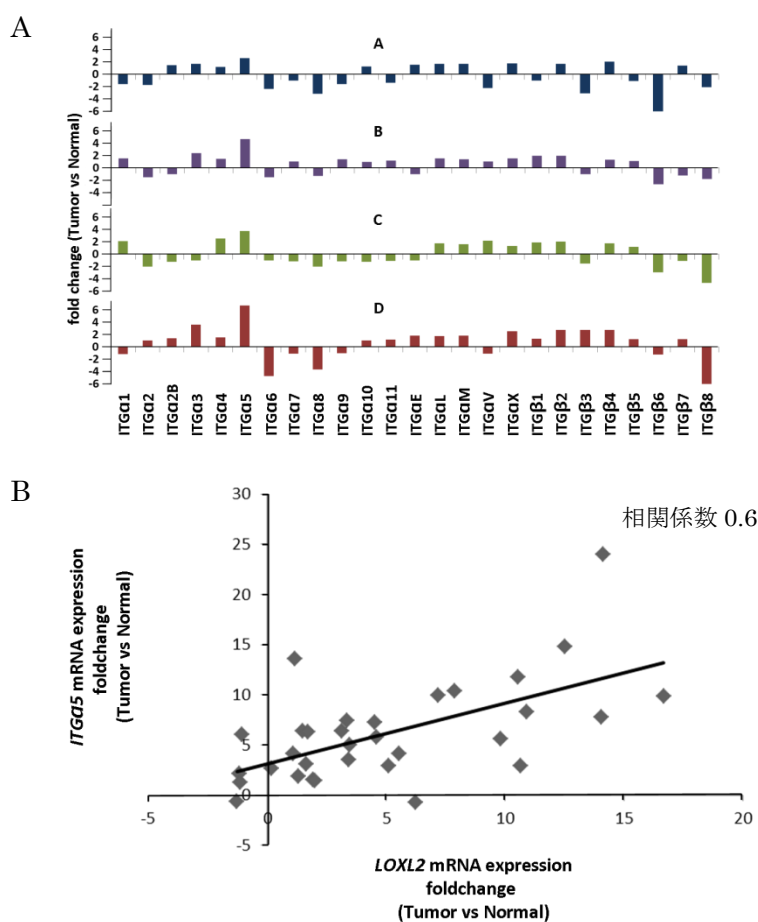 A
fold change (Tumor vs Normal)
6
4
2
0
-2
-4
-6
A
6
4
2
0
-2
-4
-6
B
6
4
2
0
-2
-4
-6
C
6
4
2
0
-2
-4
-6
D
ITGα1
ITGα2
ITGα2B
ITGα3
ITGα4
ITGα5
ITGα6
ITGα7
ITGα8
ITGα9
ITGα10
ITGα11
ITGαE
ITGαL
ITGαM
ITGαV
ITGαX
ITGβ1
ITGβ2
ITGβ3
ITGβ4
ITGβ5
ITGβ6
ITGβ7
ITGβ8
B
相関係数 0.6
ITGα5 mRNA expression
foldchange
(Tumor vs Normal)
30
25
20
15
10
5
0
-5
-5
0
5
10
15
20
LOXL2 mRNA expression
foldchange
(Tumor vs Normal)